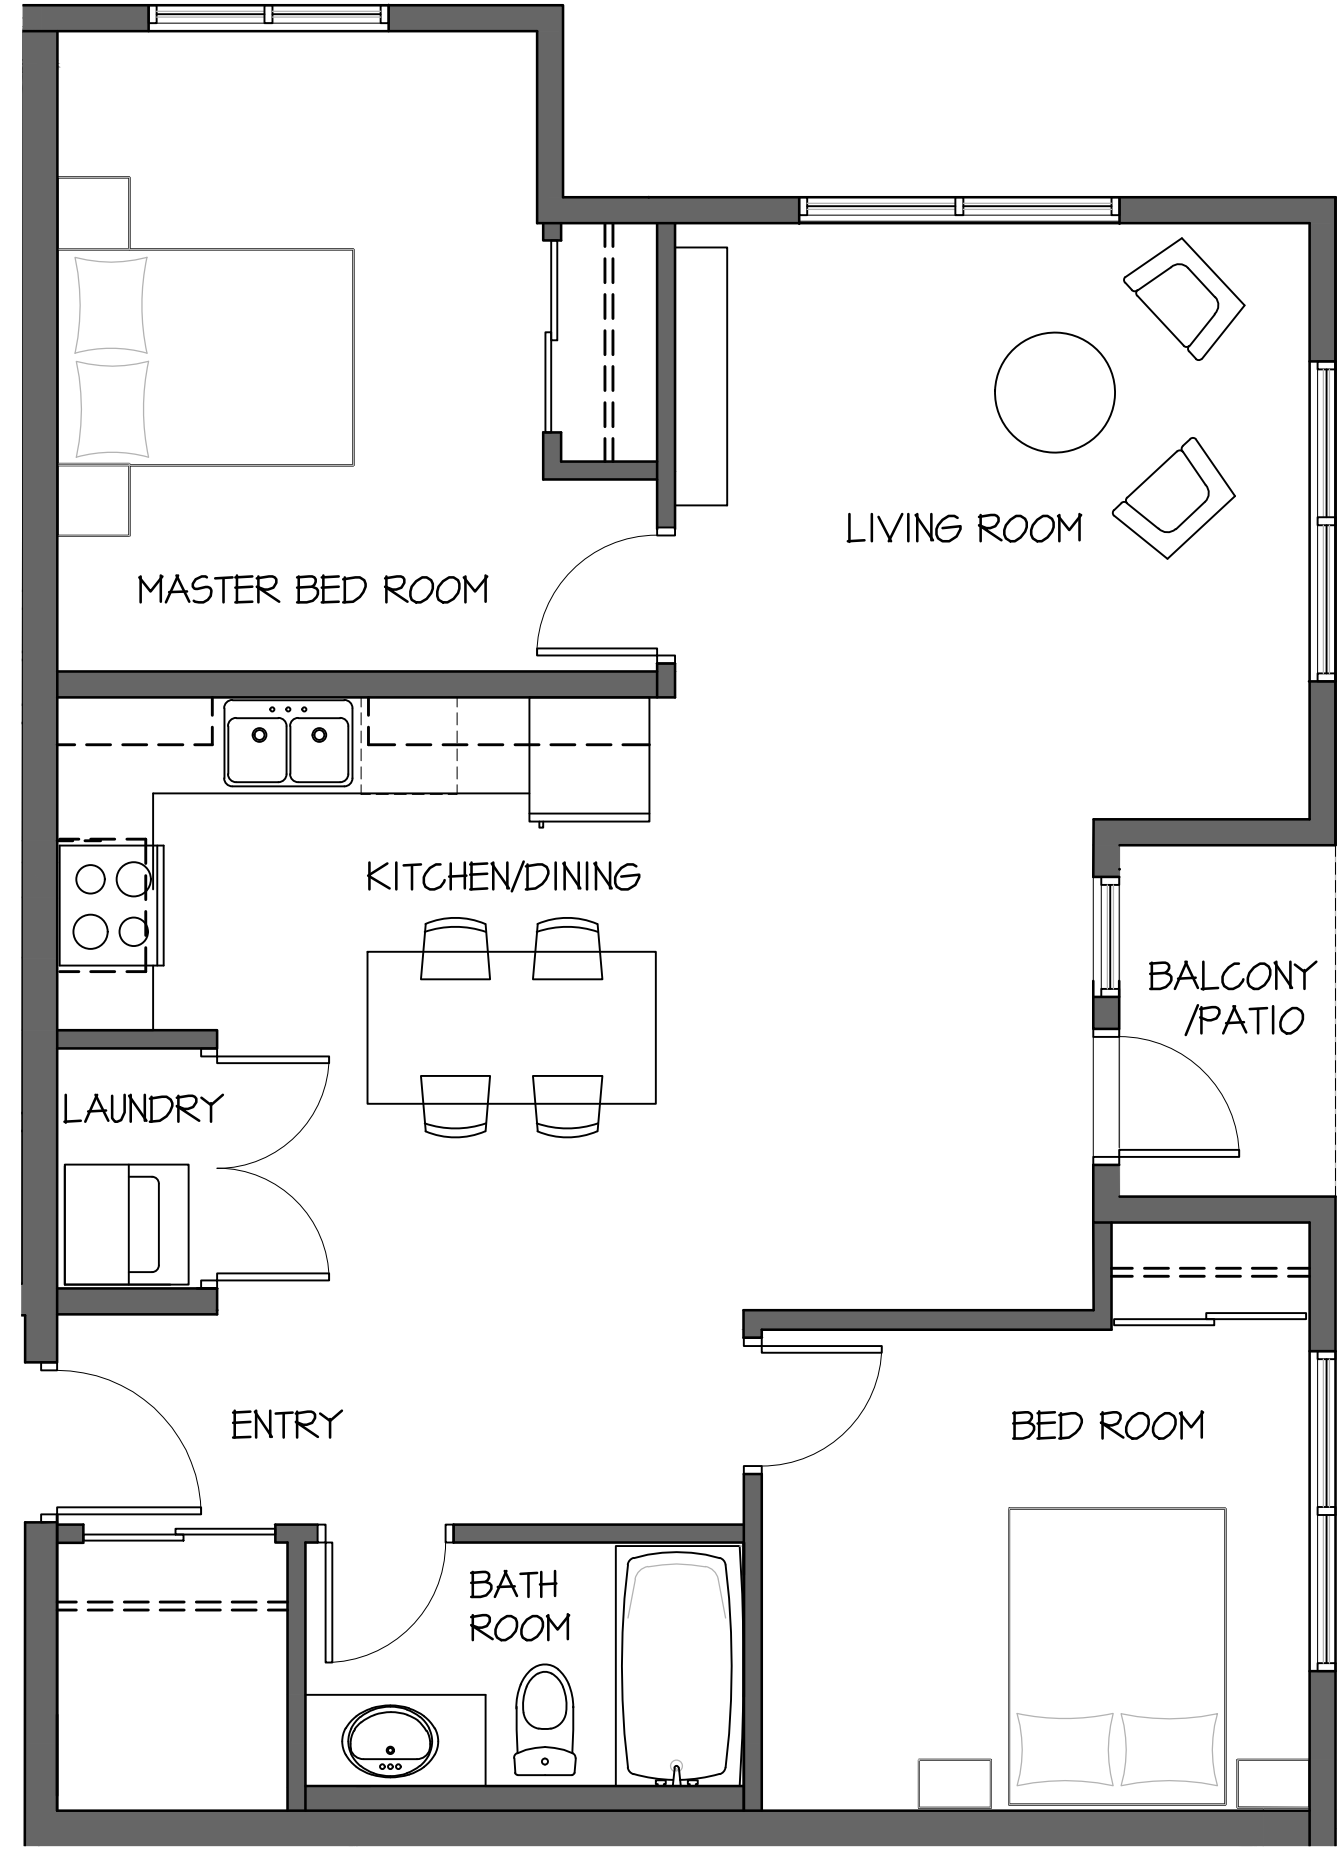 LIVING ROOM
MASTER BED ROOM
KITCHEN/DINING
BALCONY
/PATIO
LAUNDRY
ENTRY
BED ROOM
BATH
ROOM